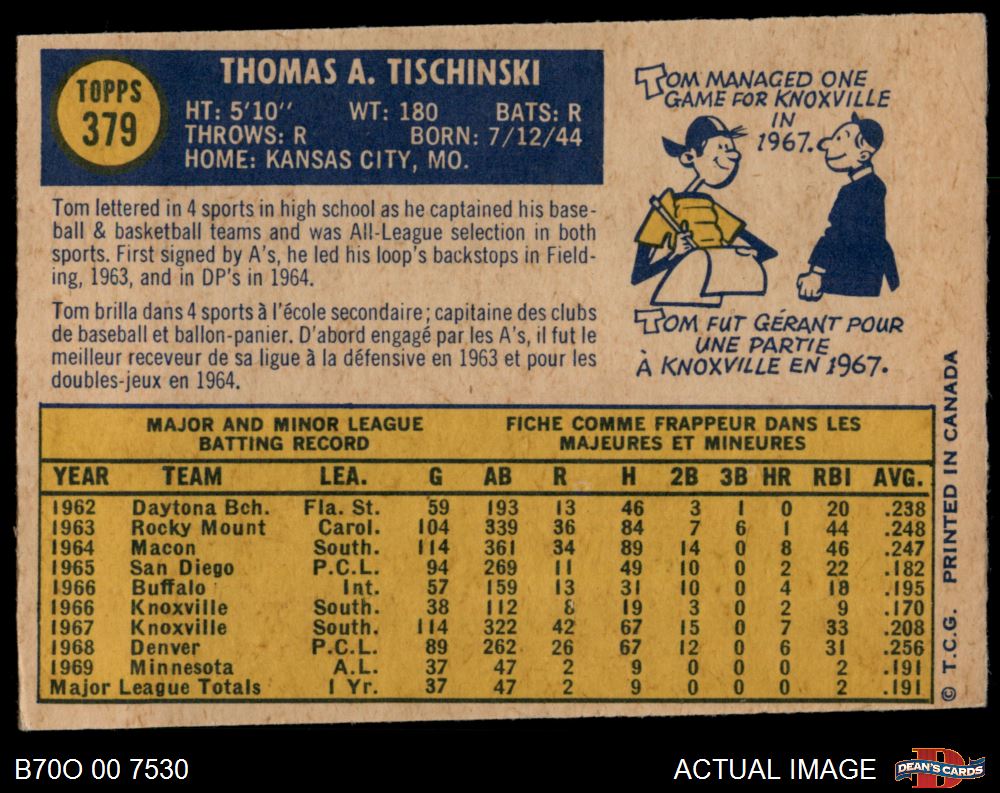 TOPPS
379
THOMAS A. TISCHINSKI
HT: 5'10" WT: 180 BATS: R
THROWS: R BORN: 7/12/44
HOME: KANSAS CITY, MO.
Tom lettered in 4 sports in high school as he captained his base-
ball & basketball teams and was All-League selection in both
sports. First signed by A's, he led his loop's backstops in Field-
ing, 1963, and in DP's in 1964.
Tom brilla dans 4 sports à l'école secondaire; capitaine des clubs
de baseball et ballon-panier. D'abord engagé par les A's, il fut le
meilleur receveur de sa ligue à la défensive en 1963 et pour les
doubles-jeux en 1964.
TOM MANAGED ONE
GAME FOR KNOXVILLE
IN
1967.
TOM FUT GÉRANT POUR
UNE PARTIE
À KNOXVILLE EN 1967.
MAJOR AND MINOR LEAGUE
BATTING RECORD
FICHE COMME FRAPPEUR DANS LES
MAJEURES ET MINEURES
YEAR TEAM LEA. G AB R H 2B 3B HR RBI AVG.
1962 Daytona Bch. Fla. St. 59 193 13 46 3 1 0 20 .238
1963 Rocky Mount Carol. 104 339 36 84 7 6 1 44 .248
1964 Macon South. 114 361 34 89 14 0 8 46 .247
1965 San Diego P.C.L. 94 269 11 49 10 0 2 22 .182
1966 Buffalo Int. 57 159 13 31 10 0 4 18 .195
1966 Knoxville South. 38 112 8 19 3 0 2 9 .170
1967 Knoxville South. 114 322 42 67 15 0 7 33 .208
1968 Denver P.C.L. 89 262 26 67 12 0 6 31 .256
1969 Minnesota A.L. 37 47 2 9 0 0 0 2 .191
Major League Totals 1 Yr. 37 47 2 9 0 0 0 2 .191
© T.C.G. PRINTED IN CANADA
B70O 00 7530
ACTUAL IMAGE
DEAN'S CARDS